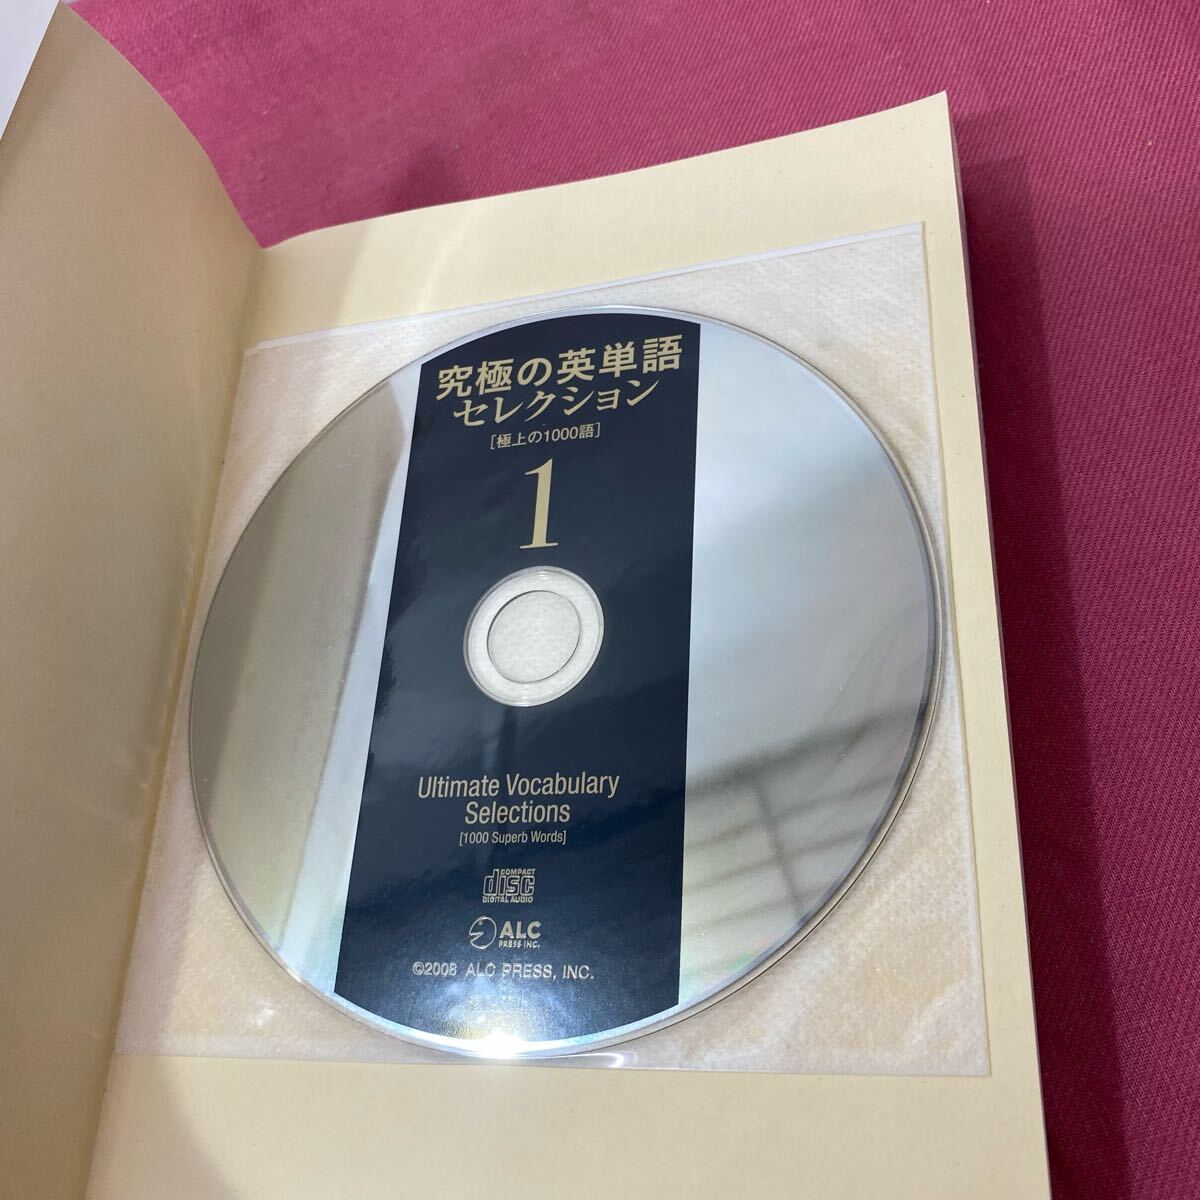 究極の英単語
セレクション
[極上の1000語]
1
Ultimate Vocabulary
Selections
[1000 Superb Words]
COMPACT
disc
DIGITAL AUDIO
ALC
PRESS INC.
©2008 ALC PRESS, INC.